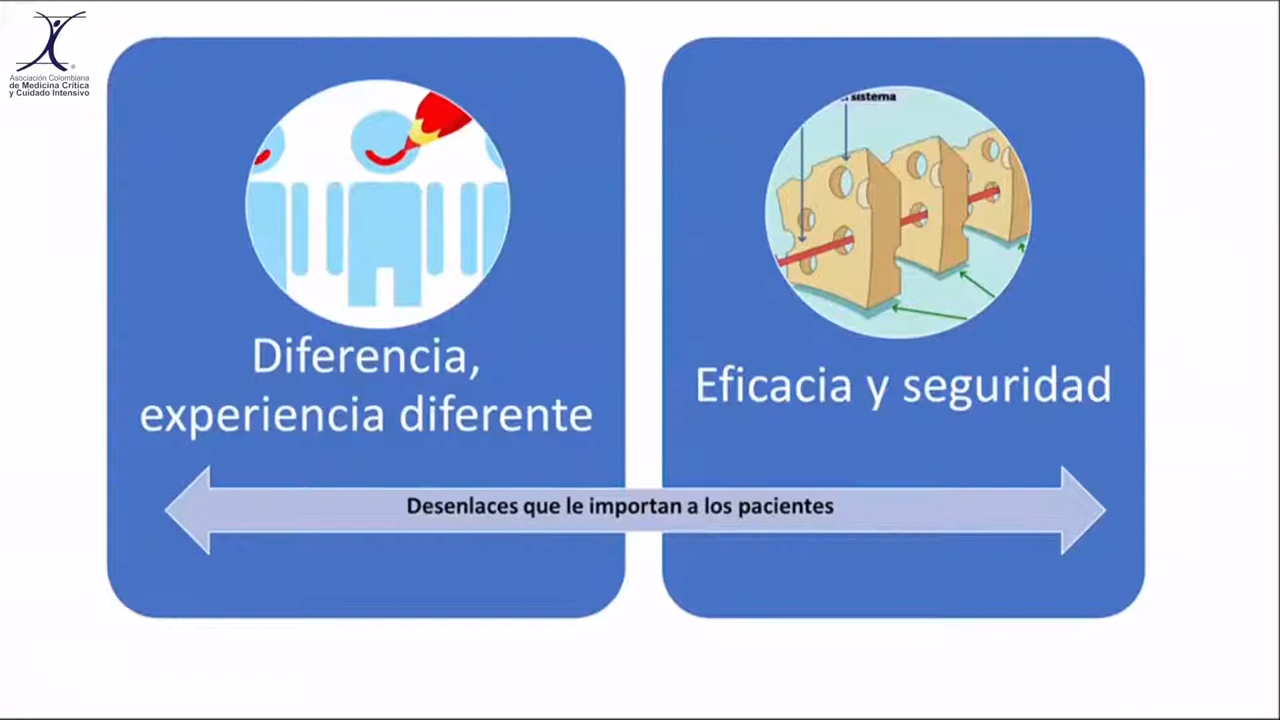 Asociación Colombiana
de Medicina Crítica
y Cuidado Intensivo
sistema
Diferencia,
experiencia diferente
Eficacia y seguridad
Desenlaces que le importan a los pacientes